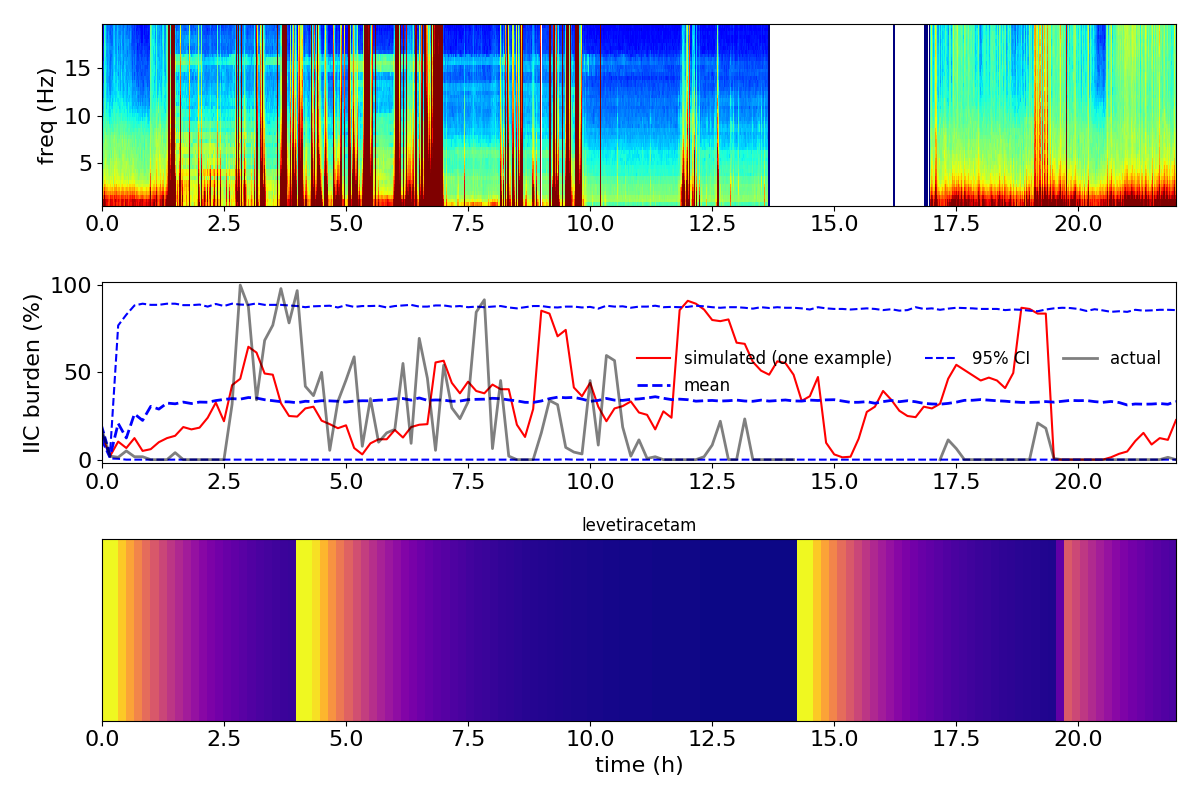 15
10
5
freq (Hz)
0.0 2.5 5.0 7.5 10.0 12.5 15.0 17.5 20.0
100
50
0
IIC burden (%)
simulated (one example) 95% CI actual
mean
0.0 2.5 5.0 7.5 10.0 12.5 15.0 17.5 20.0
levetiracetam
0.0 2.5 5.0 7.5 10.0 12.5 15.0 17.5 20.0
time (h)